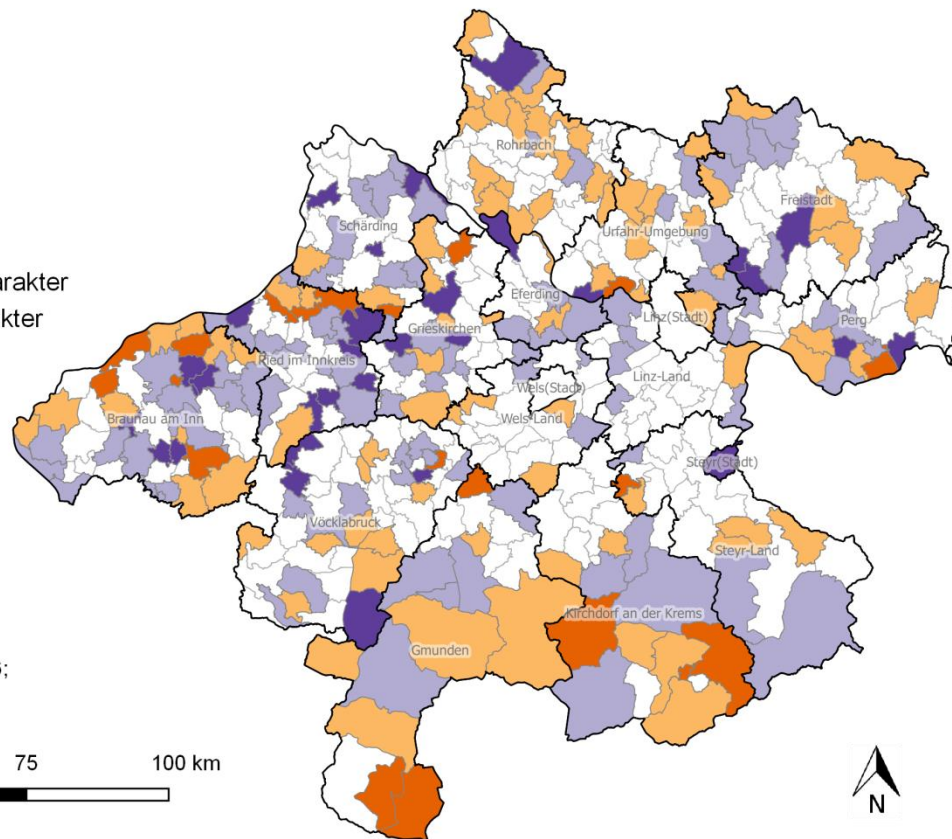 Rohrbach
Freistadt
Schärding
Urfahr-Umgebung
arakter
Eferding
kter
Linz(Stadt)
Perg
Grieskirchen
Ried im Innkreis
Linz-Land
Wels(Stadt)
Braunau am Inn
Wels-Land
Steyr(Stadt)
Vöcklabruck
Steyr-Land
Kirchdorf an der Krems
Gmunden
;
75 100 km
N